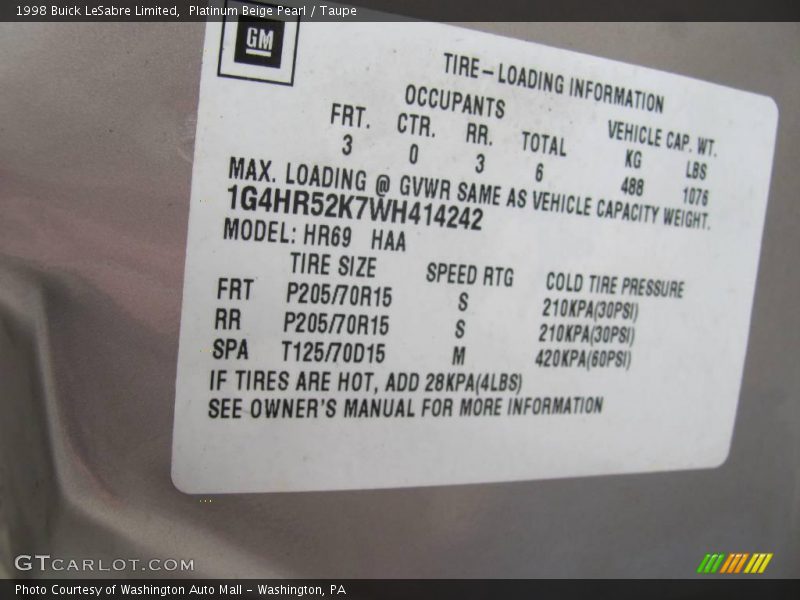 1998 Buick LeSabre Limited, Platinum Beige Pearl / Taupe
GM
TIRE-LOADING INFORMATION
OCCUPANTS VEHICLE CAP. WT.
FRT. CTR. RR. TOTAL KG LBS
3 0 3 6 488 1076
MAX. LOADING @ GVWR SAME AS VEHICLE CAPACITY WEIGHT.
1G4HR52K7WH414242
MODEL: HR69 HAA
TIRE SIZE SPEED RTG COLD TIRE PRESSURE
FRT P205/70R15 S 210KPA(30PSI)
RR P205/70R15 S 210KPA(30PSI)
SPA T125/70D15 M 420KPA(60PSI)
IF TIRES ARE HOT, ADD 28KPA(4LBS)
SEE OWNER'S MANUAL FOR MORE INFORMATION
GTCARLOT.COM
Photo Courtesy of Washington Auto Mall - Washington, PA